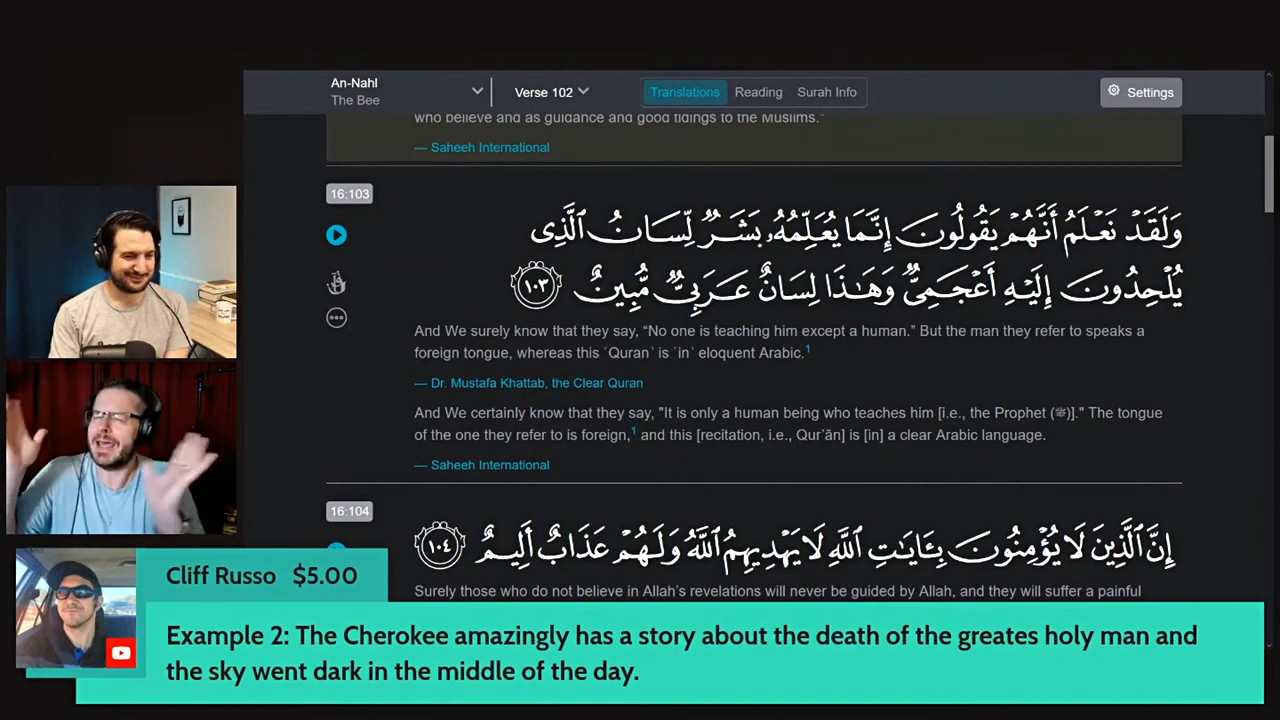 An-Nahl
The Bee
Verse 102
Translations Reading Surah Info
Settings
who believe and as guidance and good tidings to the Muslims."
— Saheeh International
16:103
وَلَقَدْ نَعْلَمُ أَنَّهُمْ يَقُولُونَ إِنَّمَا يُعَلِّمُهُۥ بَشَرٌ ۗ لِّسَانُ ٱلَّذِى
يُلْحِدُونَ إِلَيْهِ أَعْجَمِىٌّ وَهَـٰذَا لِسَانٌ عَرَبِىٌّ مُّبِينٌ ١٠٣
And We surely know that they say, “No one is teaching him except a human.” But the man they refer to speaks a
foreign tongue, whereas this ˹Quran˺ is ˹in˺ eloquent Arabic.1
— Dr. Mustafa Khattab, the Clear Quran
And We certainly know that they say, "It is only a human being who teaches him [i.e., the Prophet (ﷺ)]." The tongue
of the one they refer to is foreign,1 and this [recitation, i.e., Qur’ān] is [in] a clear Arabic language.
— Saheeh International
16:104
إِنَّ ٱلَّذِينَ لَا يُؤْمِنُونَ بِـَٔايَـٰتِ ٱللَّهِ لَا يَهْدِيهِمُ ٱللَّهُ وَلَهُمْ عَذَابٌ أَلِيمٌ ١٠٤
Surely those who do not believe in Allah’s revelations will never be guided by Allah, and they will suffer a painful
Cliff Russo $5.00
Example 2: The Cherokee amazingly has a story about the death of the greates holy man and
the sky went dark in the middle of the day.